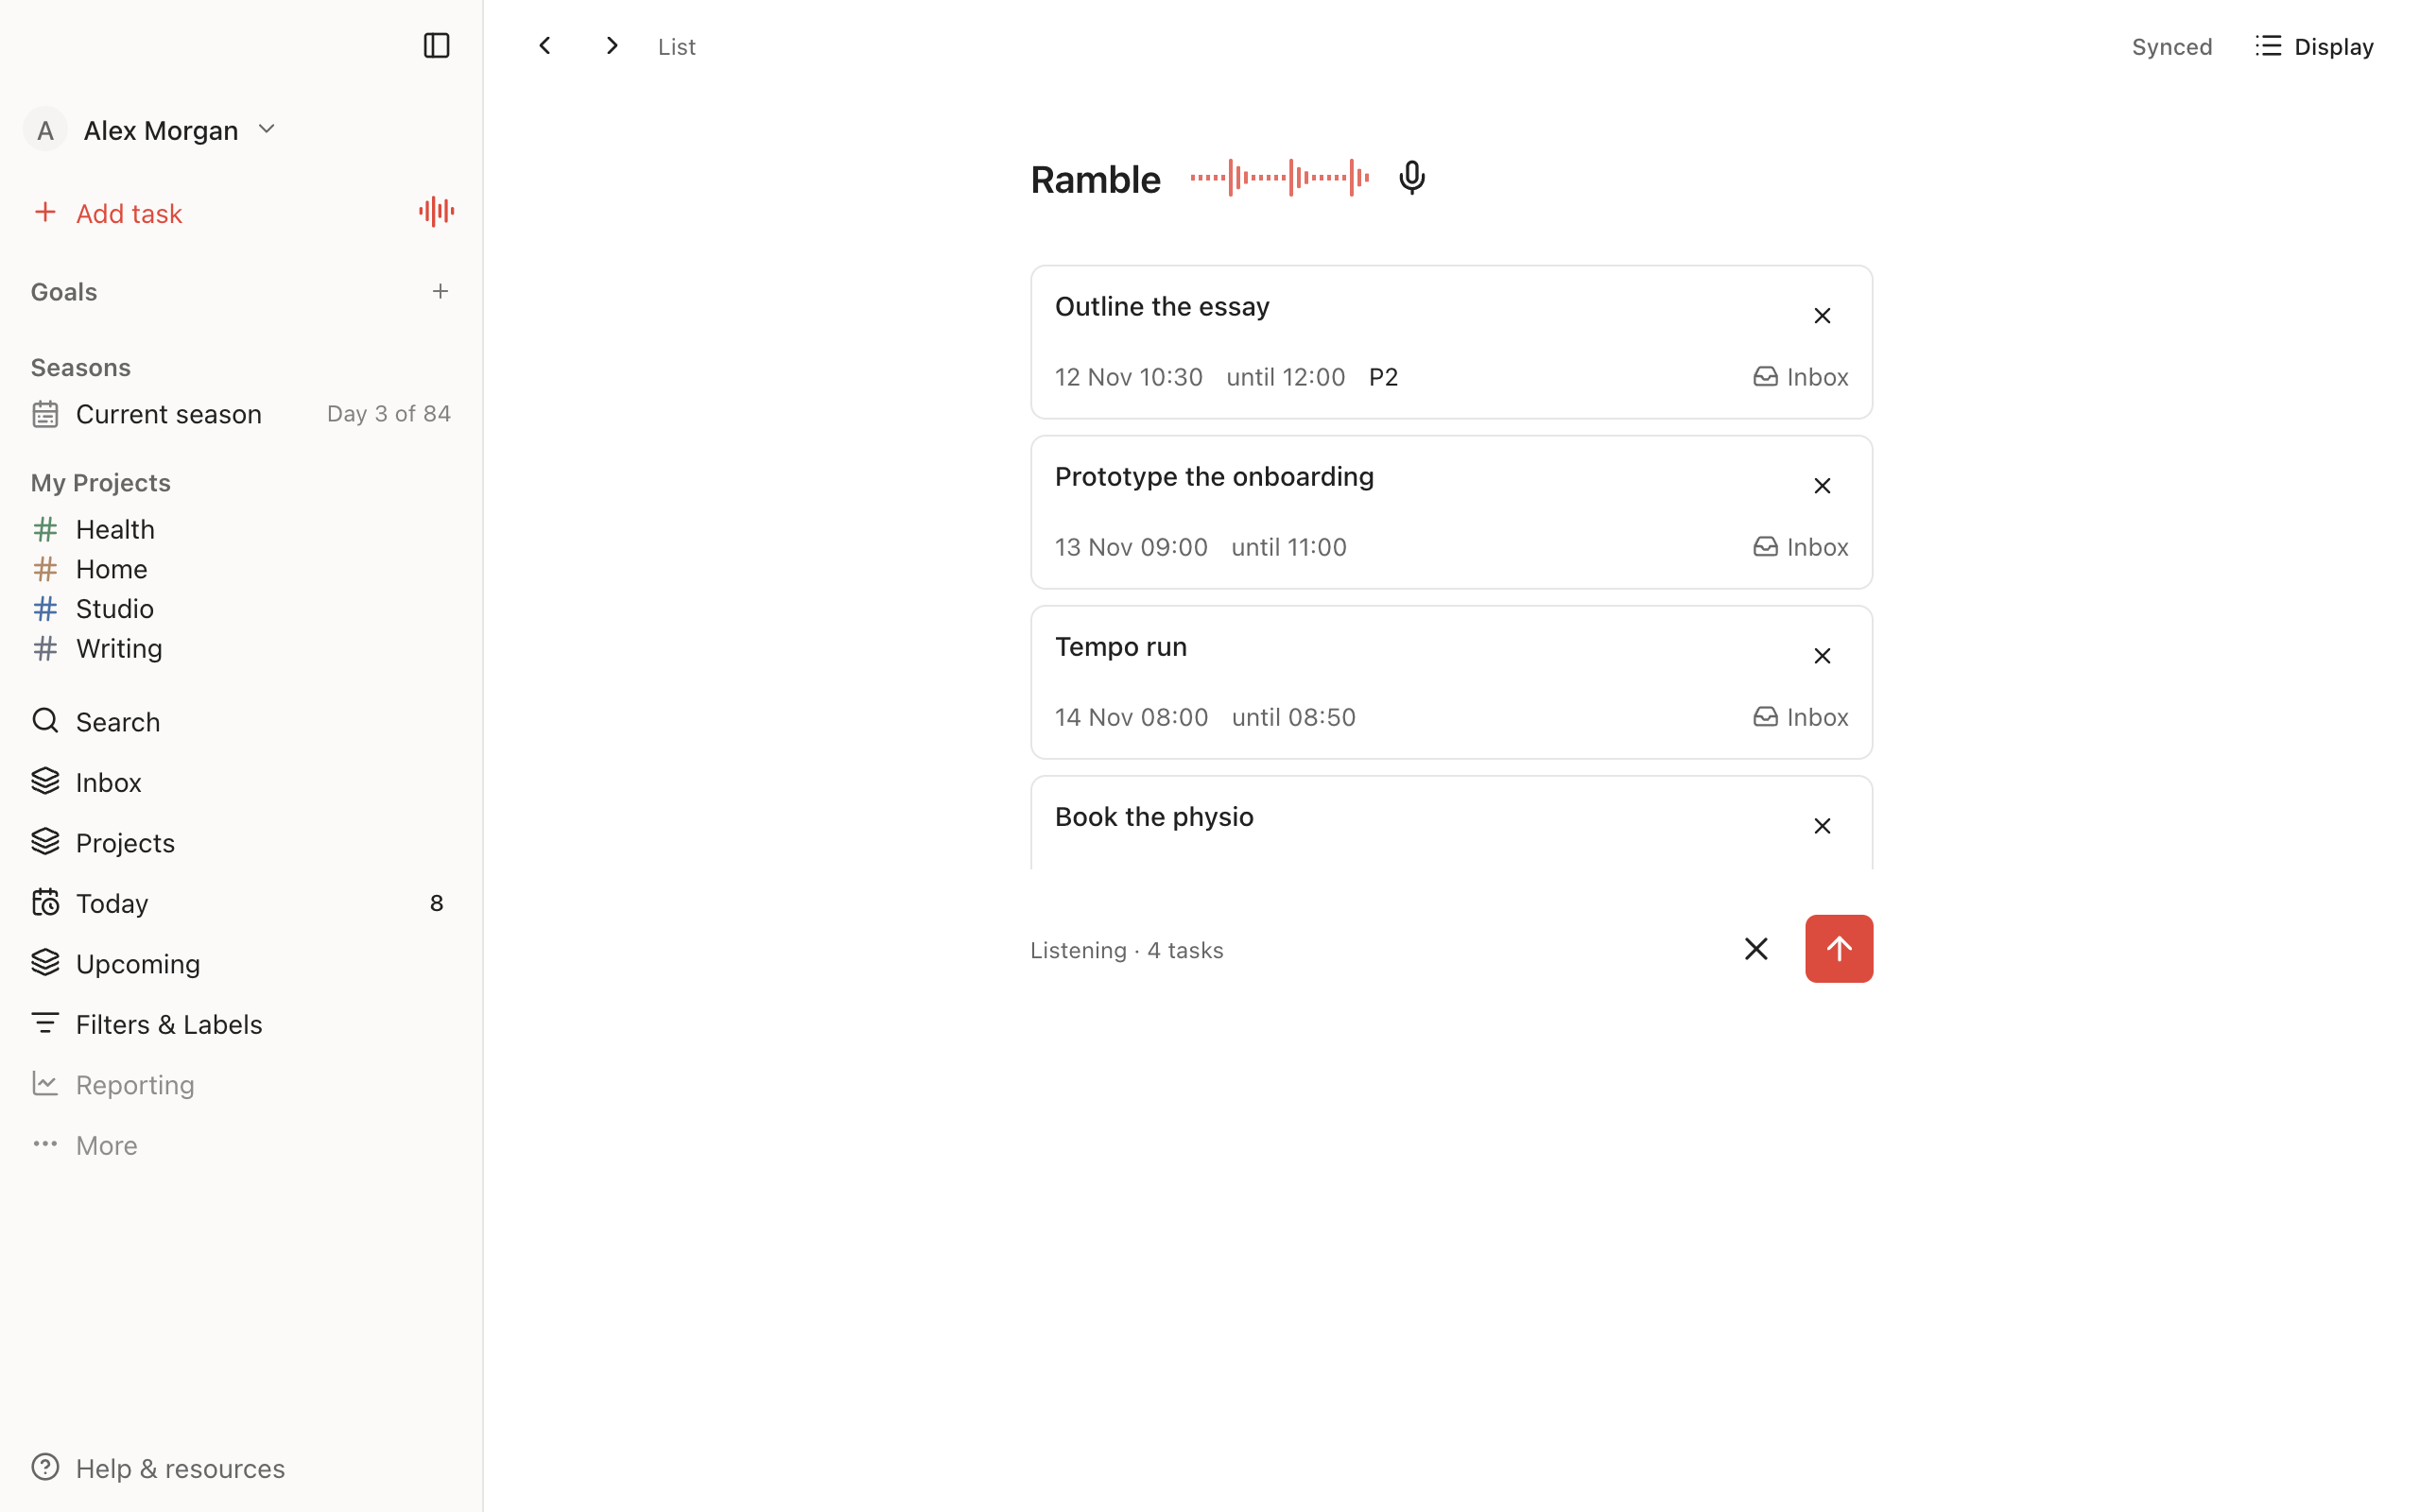 List
Synced
Display
A
Alex Morgan
Add task
Goals
Seasons
Current season
Day 3 of 84
My Projects
Health
Home
Studio
Writing
Search
Inbox
Projects
Today
8
Upcoming
Filters & Labels
Reporting
More
Help & resources
Ramble
Outline the essay
12 Nov 10:30 until 12:00 P2
Inbox
Prototype the onboarding
13 Nov 09:00 until 11:00
Inbox
Tempo run
14 Nov 08:00 until 08:50
Inbox
Book the physio
Listening · 4 tasks